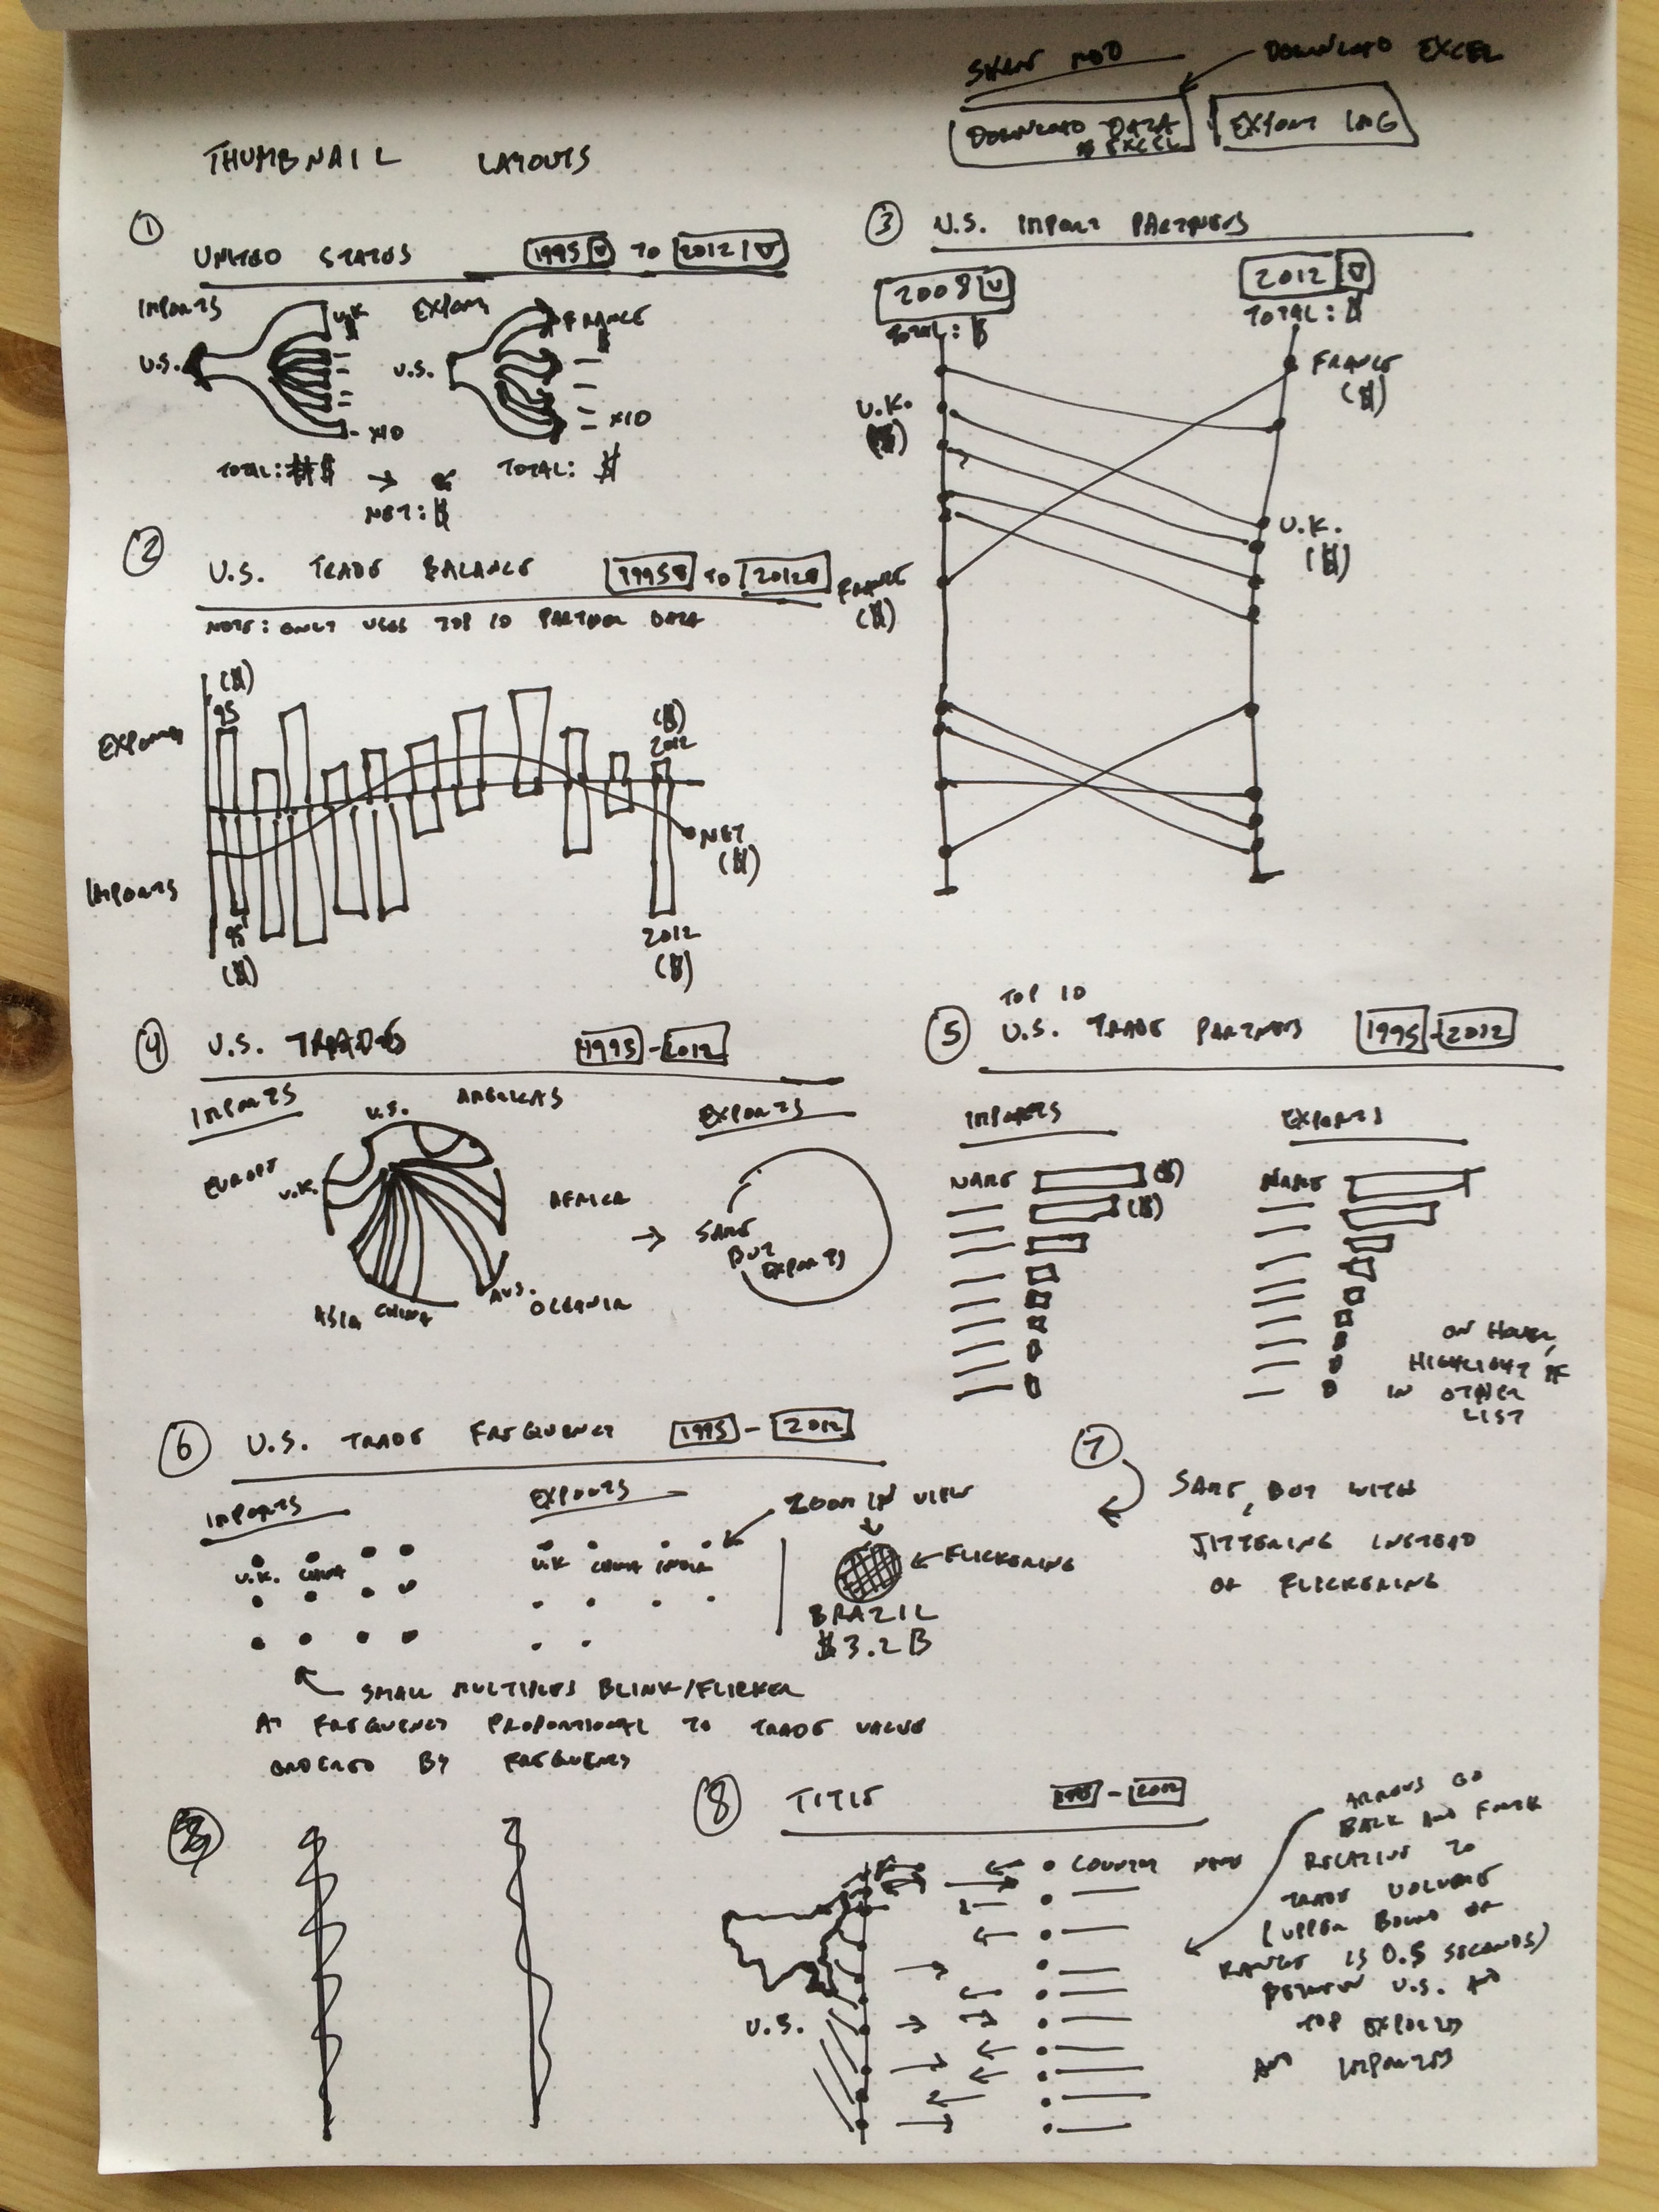 DOWNLOAD EXCEL
DOWNLOAD DATA
EXCEL
EXPORT IMG
THUMBNAIL LAYOUTS
1
UNITED STATES 1995 TO 2012
IMPORTS
U.S.
U.K
x10
TOTAL: ##$
EXPORTS
U.S.
FRANCE
x10
TOTAL: $
NET: $
2
U.S. TRADE BALANCE 1995 TO 2012
NOTE: ONLY USES TOP 10 PARTNER DATA
($)
95
EXPORTS
IMPORTS
95
($)
($)
2012
NET
($)
2012
($)
3 U.S. IMPORT PARTNERS
2008
TOTAL: $
2012
TOTAL: $
U.K.
($)
FRANCE
($)
FRANCE
($)
U.K.
($)
4 U.S. TRADE 1995 - 2012
IMPORTS
U.S.
AMERICAS
EUROPE
U.K.
AFRICA
ASIA
CHINA
AUS.
OCEANIA
EXPORTS
SAME
BUT
EXPORTS
TOP 10
5 U.S. TRADE PARTNERS 1995 - 2012
IMPORTS
NAME ($)
($)
EXPORTS
NAME
ON HOVER,
HIGHLIGHT IF
IN OTHER
LIST
6 U.S. TRADE FREQUENCY 1995 - 2012
IMPORTS
U.K. CHINA
EXPORTS
U.K CHINA INDIA
ZOOM IN VIEW
FLICKERING
BRAZIL
$3.2B
SMALL MULTIPLES BLINK/FLICKER
AT FREQUENCY PROPORTIONAL TO TRADE VALUE
ORDERED BY FREQUENCY
7
SAME, BUT WITH
JITTERING INSTEAD
OF FLICKERING
8 TITLE 1995 - 2012
COUNTRY NAME
U.S.
ARROWS GO
BACK AND FORTH
RELATIVE TO
TRADE VOLUME
(UPPER BOUND OF
RANGE IS 0.5 SECONDS)
BETWEEN U.S. AND
TOP EXPORTS
AND IMPORTS